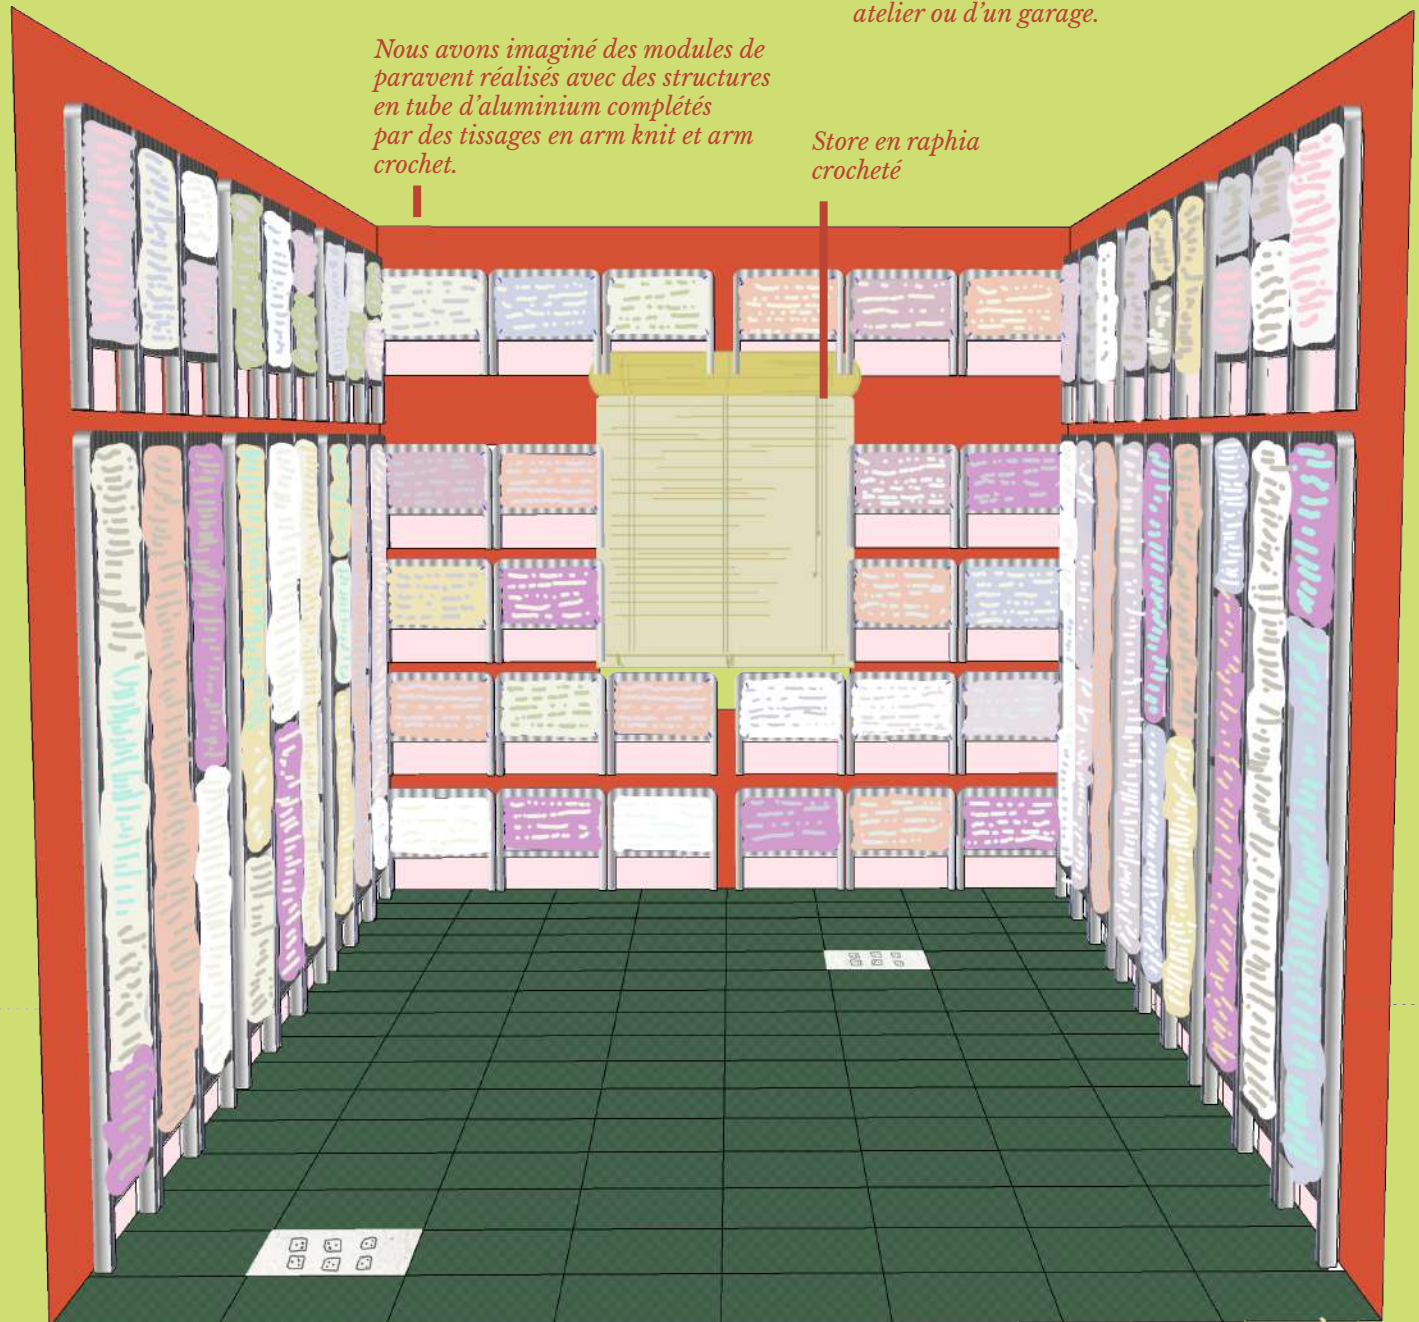 atelier ou d’un garage.
Nous avons imaginé des modules de
paravent réalisés avec des structures
en tube d’aluminium complétés
par des tissages en arm knit et arm
crochet.
Store en raphia
crocheté